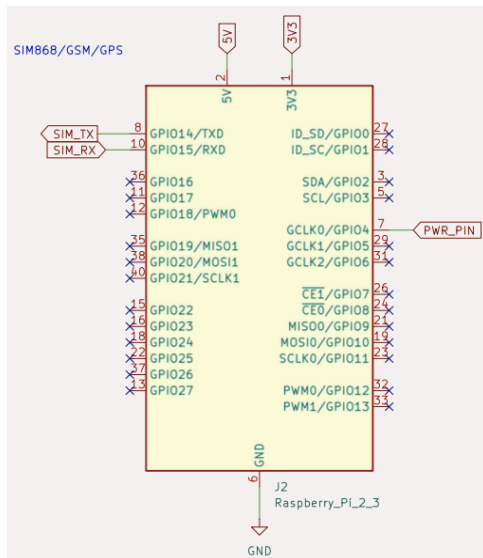 5V
3V3
SIM868/GSM/GPS
2
1
5V
3V3
SIM_TX
8
GPIO14/TXD
ID_SD/GPIO0
27
SIM_RX
10
GPIO15/RXD
ID_SC/GPIO1
28
36
GPIO16
SDA/GPIO2
3
11
GPIO17
SCL/GPIO3
5
12
GPIO18/PWM0
GCLK0/GPIO4
7
PWR_PIN
35
GPIO19/MISO1
GCLK1/GPIO5
29
38
GPIO20/MOSI1
GCLK2/GPIO6
31
40
GPIO21/SCLK1
CE1/GPIO7
26
15
GPIO22
CE0/GPIO8
24
16
GPIO23
MISO0/GPIO9
21
18
GPIO24
MOSI0/GPIO10
19
22
GPIO25
SCLK0/GPIO11
23
37
GPIO26
13
GPIO27
PWM0/GPIO12
32
PWM1/GPIO13
33
GND
6
J2
Raspberry_Pi_2_3
GND